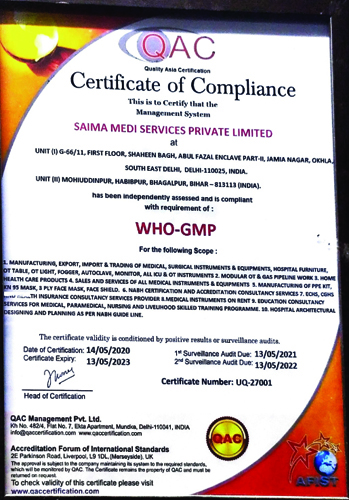 QAC
Quality Asia Certification
Certificate of Compliance
This is to Certify that the
Management System
SAIMA MEDI SERVICES PRIVATE LIMITED
at
UNIT (I) G-66/11, FIRST FLOOR, SHAHEEN BAGH, ABUL FAZAL ENCLAVE PART-II, JAMIA NAGAR, OKHLA,
SOUTH EAST DELHI, DELHI-110025, INDIA.
UNIT (II) MOHIUDDINPUR, HABIBPUR, BHAGALPUR, BIHAR – 813113 (INDIA).
has been independently assessed and is compliant
with requirement of :
WHO-GMP
For the following Scope :
1. MANUFACTURING, EXPORT, IMPORT & TRADING OF MEDICAL, SURGICAL INSTRUMENTS & EQUIPMENTS, HOSPITAL FURNITURE,
OT TABLE, OT LIGHT, FOGGER, AUTOCLAVE, MONITOR, ALL ICU & OT INSTRUMENTS 2. MODULAR OT & GAS PIPELINE WORK 3. HOME
HEALTH CARE PRODUCTS 4. SALES AND SERVICES OF ALL MEDICAL INSTRUMENTS & EQUIPMENTS 5. MANUFACTURING OF PPE KIT,
KN 95 MASK, 3 PLY FACE MASK, FACE SHIELD. 6. NABH CERTIFICATION AND ACCREDITATION CONSULTANCY SERVICES 7. ECHS, CGHS
HEALTH INSURANCE CONSULTANCY SERVICES PROVIDER 8. MEDICAL INSTRUMENTS ON RENT 9. EDUCATION CONSULTANCY
SERVICES FOR MEDICAL, PARAMEDICAL, NURSING AND LIVELIHOOD SKILLED TRAINING PROGRAMME. 10. HOSPITAL ARCHITECTURAL
DESIGNING AND PLANNING AS PER NABH GUIDE LINE.
The certificate validity is conditioned by positive results or surveillance audits.
Date of Certification: 14/05/2020
Certificate Expiry: 13/05/2023
1st Surveillance Audit Due: 13/05/2021
2nd Surveillance Audit Due: 13/05/2022
Head of Certification
Certificate Number: UQ-27001
QAC Management Pvt. Ltd.
Kh No. 482/4, Flat No. 7, Ekta Apartment, Mundka, Delhi-110041, INDIA
info@qaccertification.com www.qaccertification.com
Accreditation Forum of International Standards
2E Parkinson Road, Liverpool, L9 1DL, (Merseyside), UK
The approval is subject to the company maintaining its system to the required standards,
which will be monitored by QAC. The Certificate remains the property of QAC and must be
returned on request.
To check validity of this certificate please visit
www.qaccertification.com
QAC